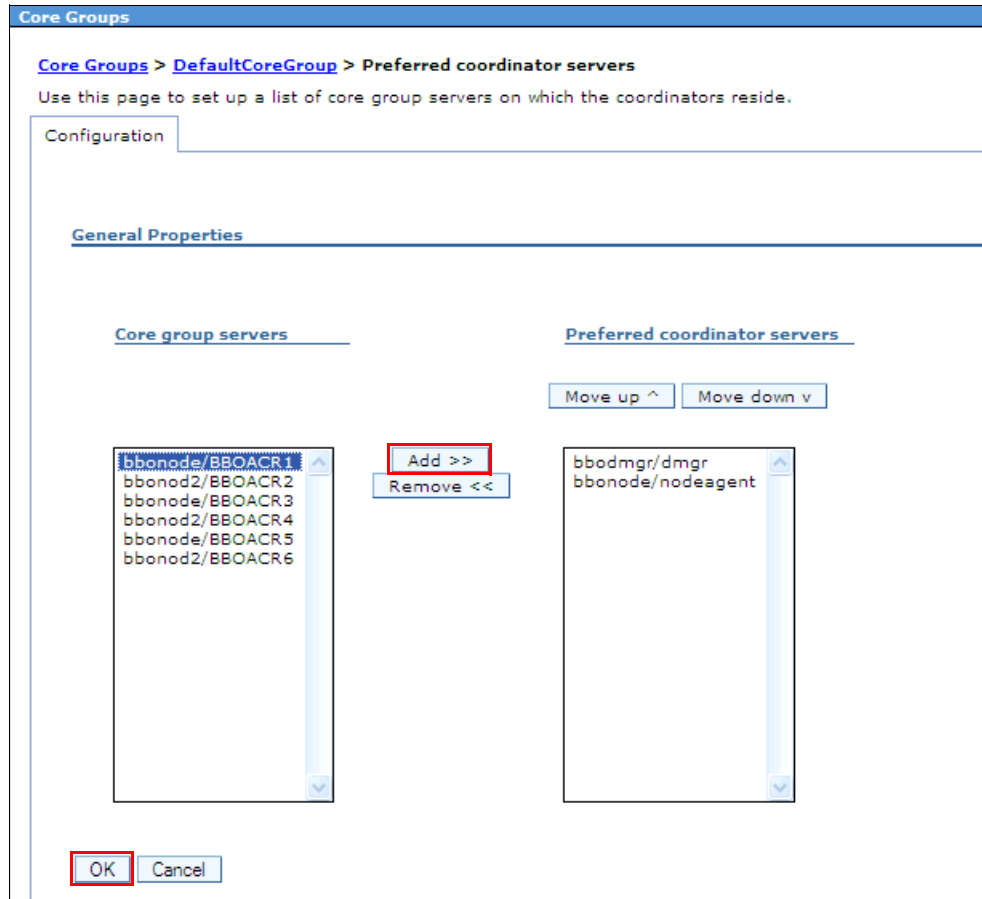 Core Groups
Core Groups > DefaultCoreGroup > Preferred coordinator servers
Use this page to set up a list of core group servers on which the coordinators reside.
Configuration
General Properties
Core group servers
Preferred coordinator servers
Move up ^ Move down v
bbonode/BBOACR1
bbonod2/BBOACR2
bbonode/BBOACR3
bbonod2/BBOACR4
bbonode/BBOACR5
bbonod2/BBOACR6
Add >>
Remove <<
bbodmgr/dmgr
bbonode/nodeagent
OK Cancel